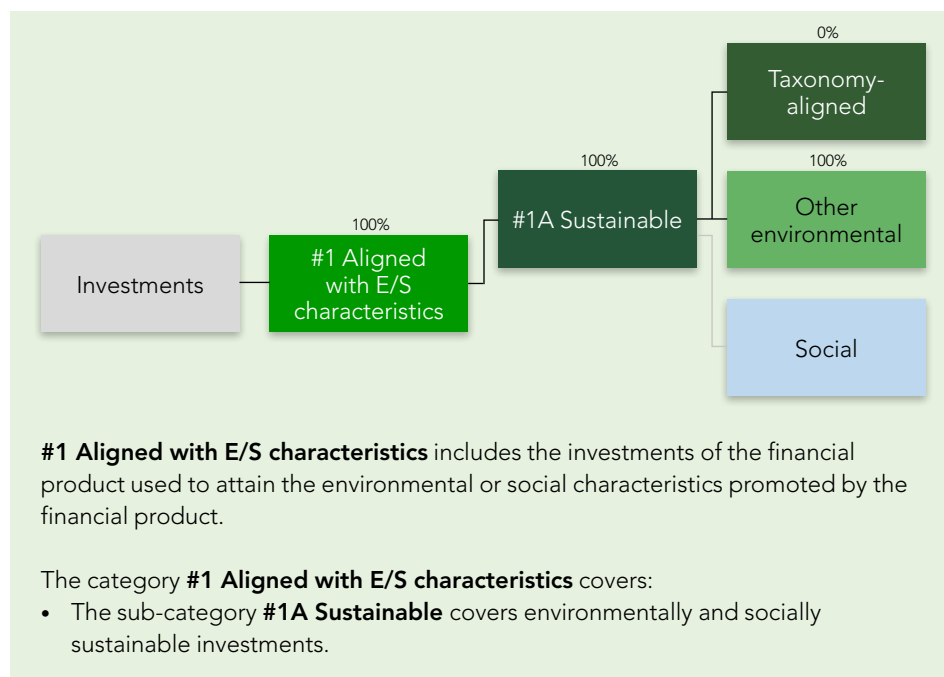 0%
Taxonomy-
aligned
100%
#1A Sustainable
100%
Other
environmental
100%
Investments
#1 Aligned
with E/S
characteristics
Social
#1 Aligned with E/S characteristics includes the investments of the financial
product used to attain the environmental or social characteristics promoted by the
financial product.
The category #1 Aligned with E/S characteristics covers:
• The sub-category #1A Sustainable covers environmentally and socially
sustainable investments.